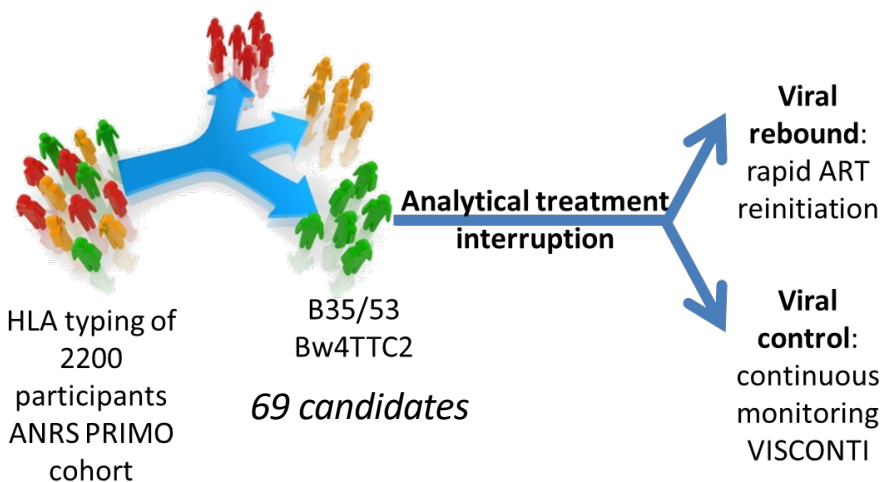 HLA typing of
2200
participants
ANRS PRIMO
cohort
B35/53
Bw4TTC2
69 candidates
Analytical treatment
interruption
Viral
rebound:
rapid ART
reinitiation
Viral
control:
continuous
monitoring
VISCONTI